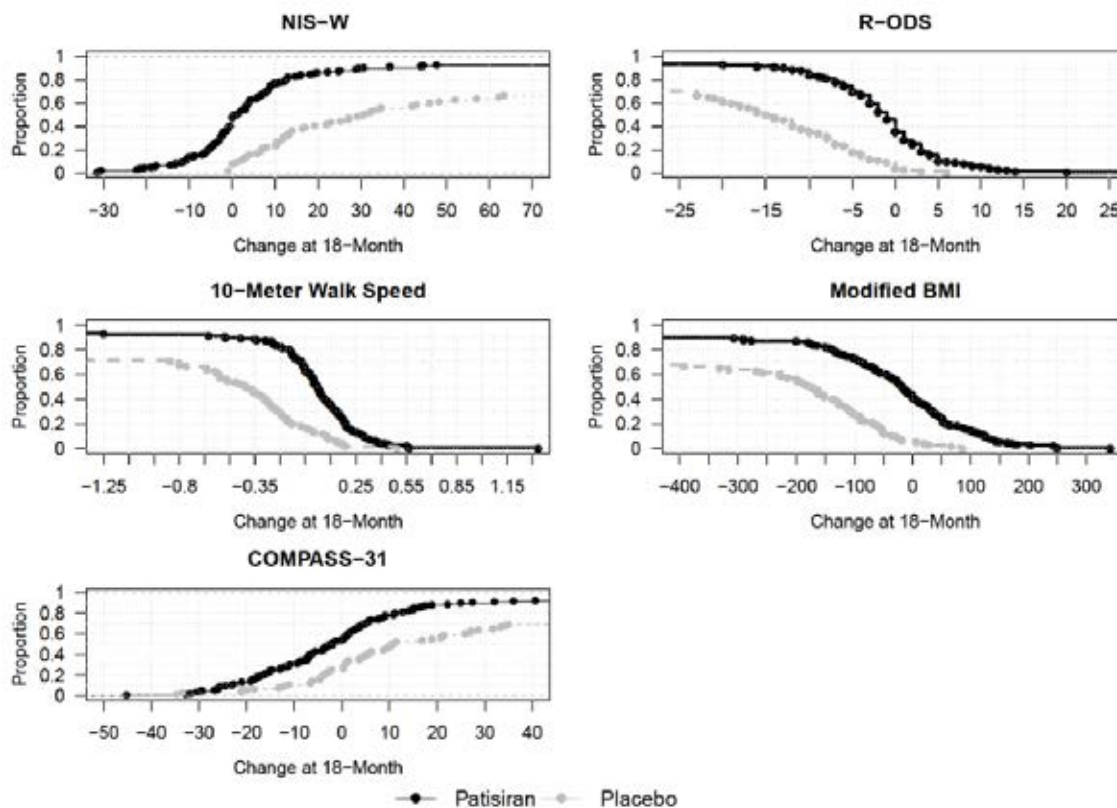 NIS−W
Proportion
1
0.8
0.6
0.4
0.2
0
−30 −10 0 10 20 30 40 50 60 70
Change at 18−Month
R−ODS
Proportion
1
0.8
0.6
0.4
0.2
0
−25 −15 −5 0 5 10 15 20 25
Change at 18−Month
10−Meter Walk Speed
Proportion
1
0.8
0.6
0.4
0.2
0
−1.25 −0.8 −0.35 0.25 0.55 0.85 1.15
Change at 18−Month
Modified BMI
Proportion
1
0.8
0.6
0.4
0.2
0
−400 −300 −200 −100 0 100 200 300
Change at 18−Month
COMPASS−31
Proportion
1
0.8
0.6
0.4
0.2
0
−50 −40 −30 −20 −10 0 10 20 30 40
Change at 18−Month
Patisiran Placebo